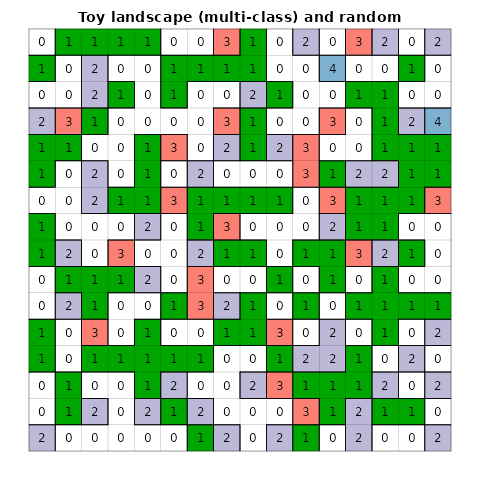 Toy landscape (multi-class) and random
0 1 1 1 1 0 0 3 1 0 2 0 3 2 0 2
1 0 2 0 0 1 1 1 1 0 0 4 0 0 1 0
0 0 2 1 0 1 0 0 2 1 0 0 1 1 0 0
2 3 1 0 0 0 0 3 1 0 0 3 0 1 2 4
1 1 0 0 1 3 0 2 1 2 3 0 0 1 1 1
1 0 2 0 1 0 2 0 0 0 3 1 2 2 1 1
0 0 2 1 1 3 1 1 1 1 0 3 1 1 1 3
1 0 0 0 2 0 1 3 0 0 0 2 1 1 0 0
1 2 0 3 0 0 2 1 1 0 1 1 3 2 1 0
0 1 1 1 2 0 3 0 0 1 0 1 0 1 0 0
0 2 1 0 0 1 3 2 1 0 1 0 1 1 1 1
1 0 3 0 1 0 0 1 1 3 0 2 0 1 0 2
1 0 1 1 1 1 1 0 0 1 2 2 1 0 2 0
0 1 0 0 1 2 0 0 2 3 1 1 1 2 0 2
0 1 2 0 2 1 2 0 0 0 3 1 2 1 1 0
2 0 0 0 0 0 1 2 0 2 1 0 2 0 0 2